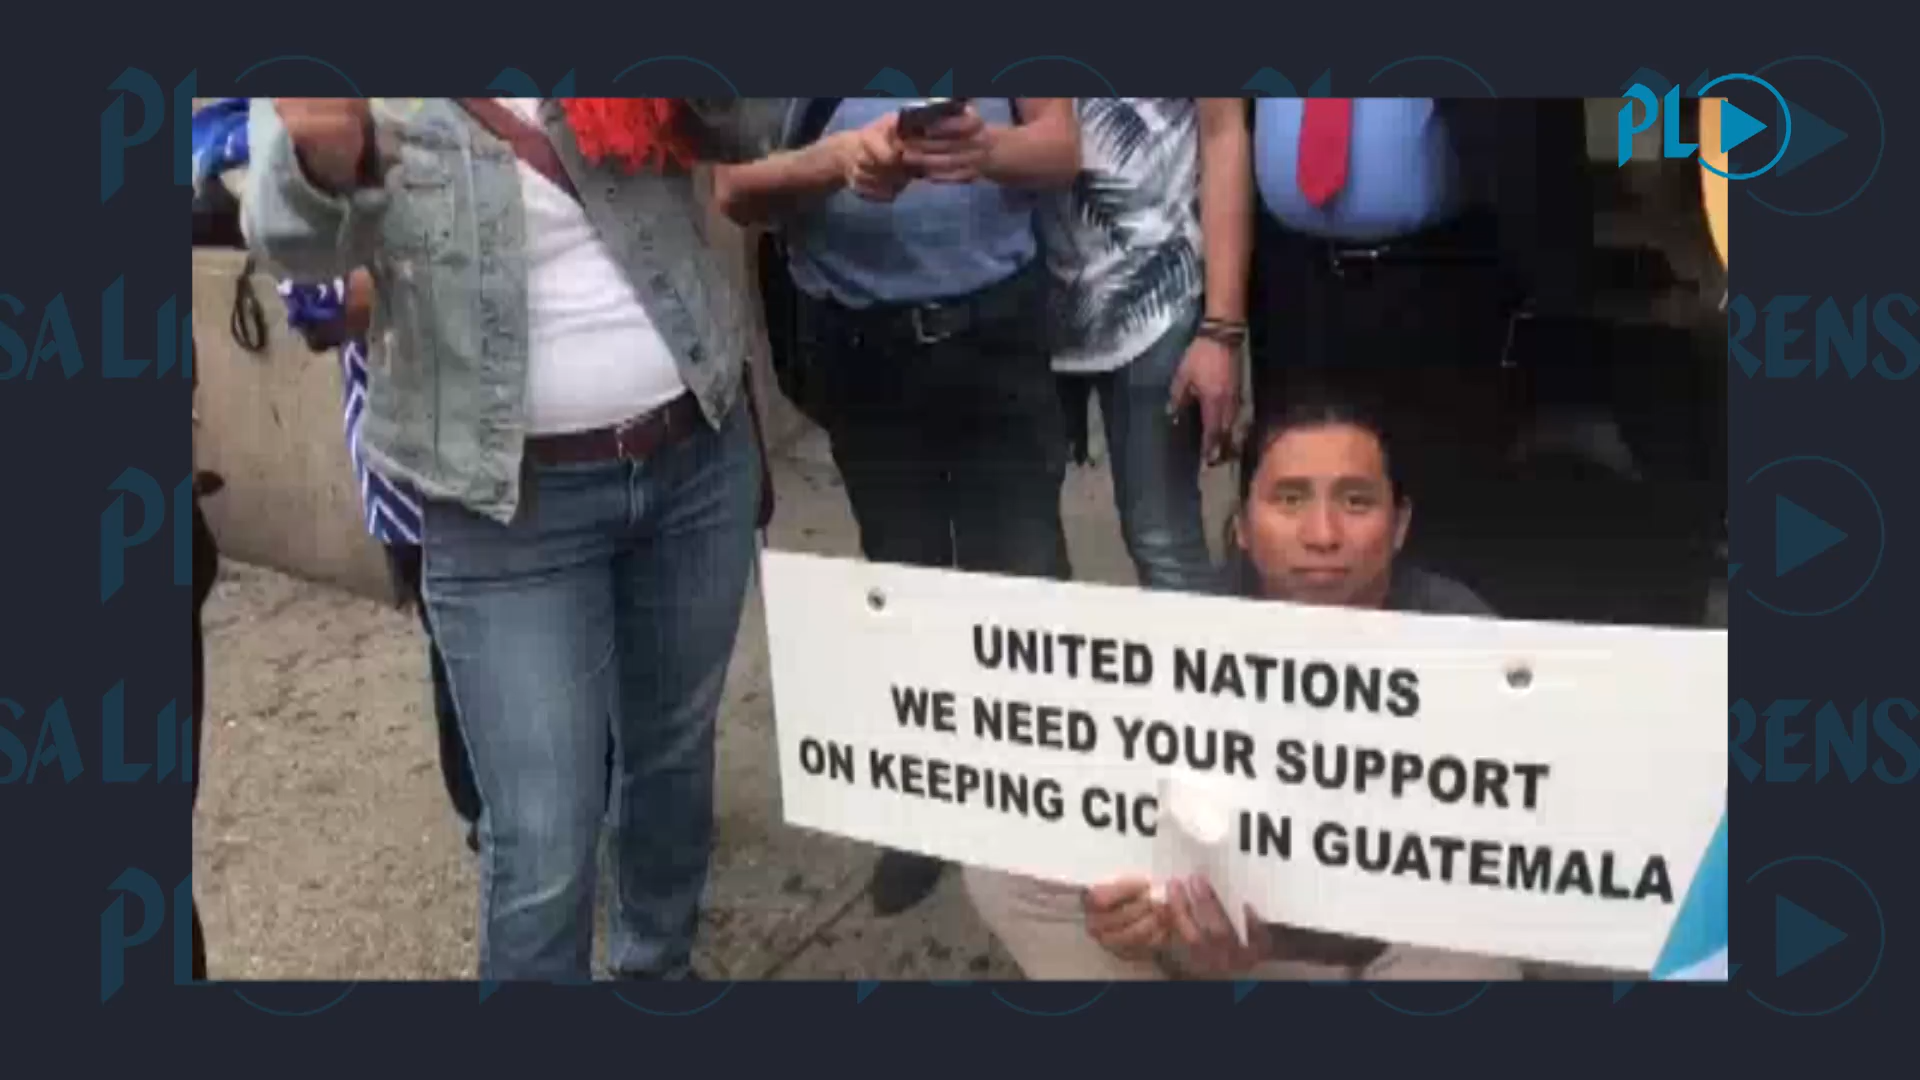 PL
UNITED NATIONS
WE NEED YOUR SUPPORT
ON KEEPING CIC IN GUATEMALA